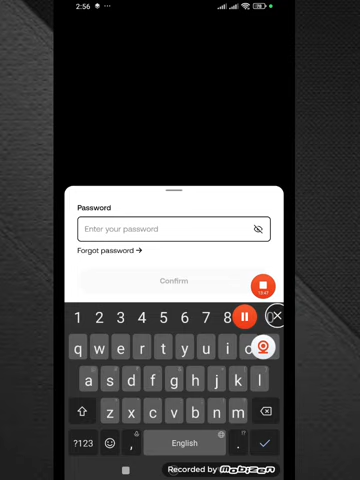 2:56
Password
Enter your password
Forgot password →
Confirm
1 2 3 4 5 6 7 8
q w e r t y u i o
a s d f g h j k l
z x c v b n m
?123 , English .
Recorded by mobizen